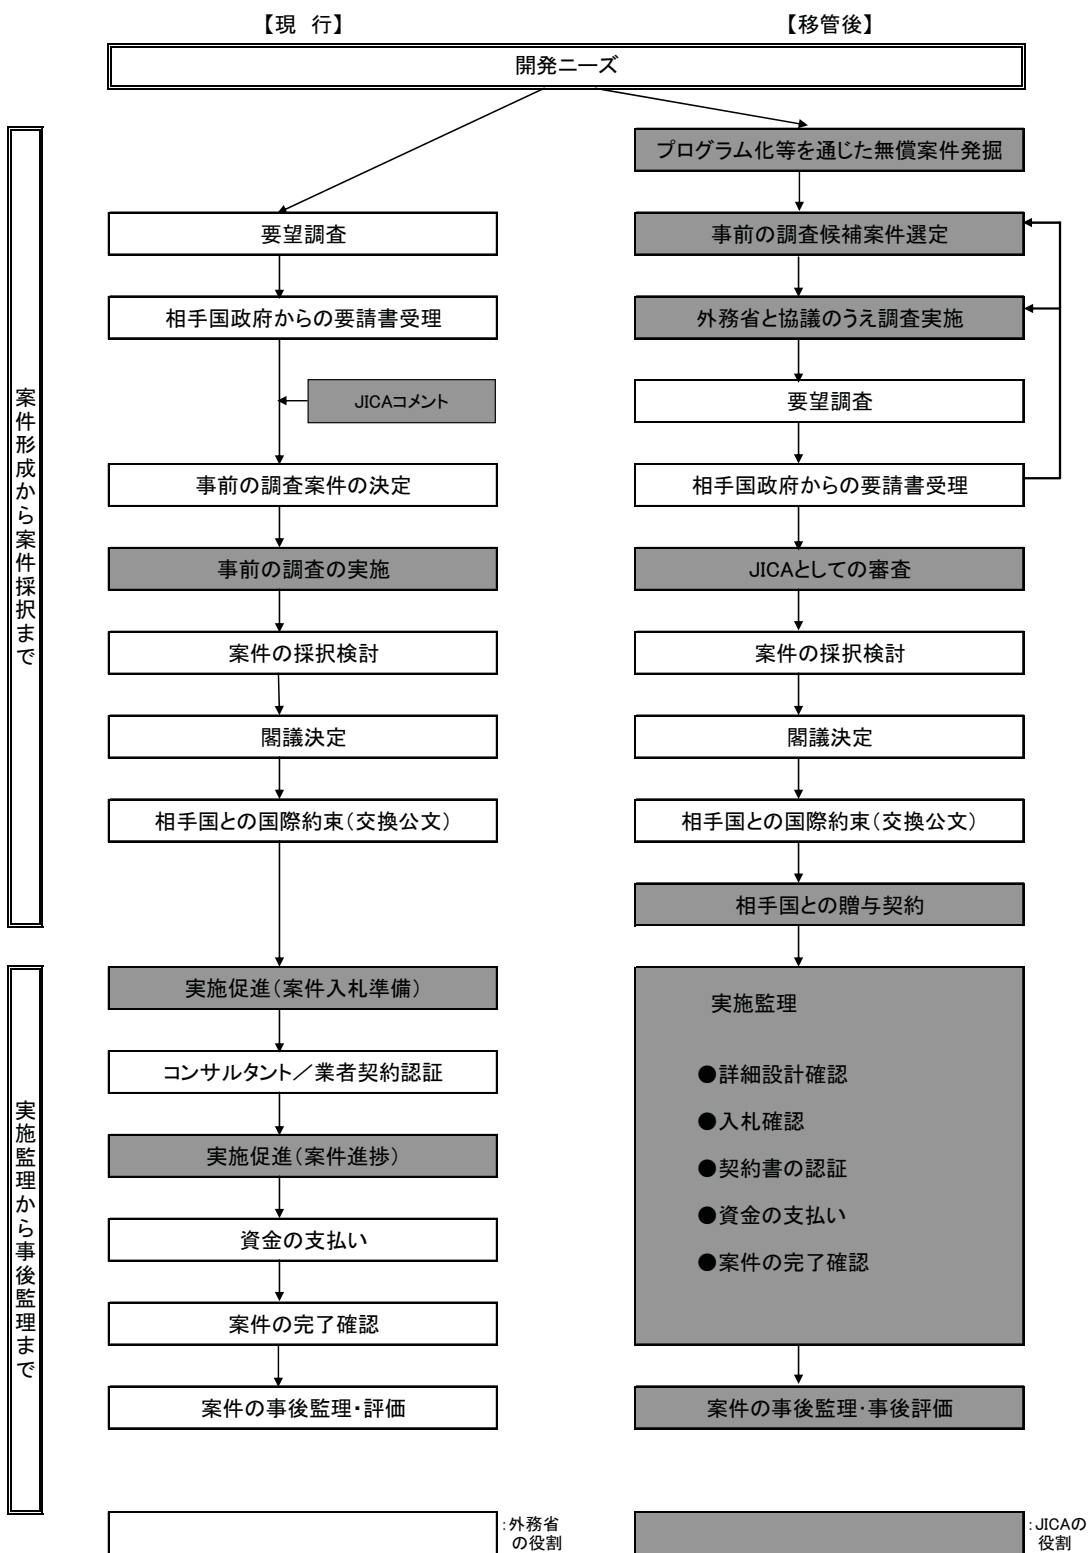 【現　行】
【移管後】
開発ニーズ
案件形成から案件採択まで
要望調査
相手国政府からの要請書受理
JICAコメント
事前の調査案件の決定
事前の調査の実施
案件の採択検討
閣議決定
相手国との国際約束（交換公文）
プログラム化等を通じた無償案件発掘
事前の調査候補案件選定
外務省と協議のうえ調査実施
要望調査
相手国政府からの要請書受理
JICAとしての審査
案件の採択検討
閣議決定
相手国との国際約束（交換公文）
相手国との贈与契約
実施監理から事後監理まで
実施促進（案件入札準備）
コンサルタント／業者契約認証
実施促進（案件進捗）
資金の支払い
案件の完了確認
案件の事後監理・評価
実施監理
●詳細設計確認
●入札確認
●契約書の認証
●資金の支払い
●案件の完了確認
案件の事後監理・事後評価
：外務省
の役割
：JICAの
役割